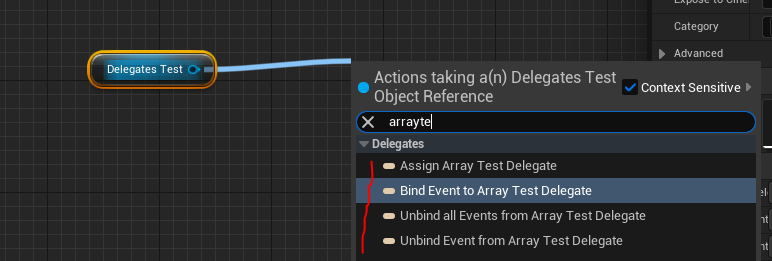 Expose to Cine
Category
Advanced
Delegates Test
Actions taking a(n) Delegates Test
Object Reference
Context Sensitive
arrayte
Delegates
Assign Array Test Delegate
Bind Event to Array Test Delegate
Unbind all Events from Array Test Delegate
Unbind Event from Array Test Delegate